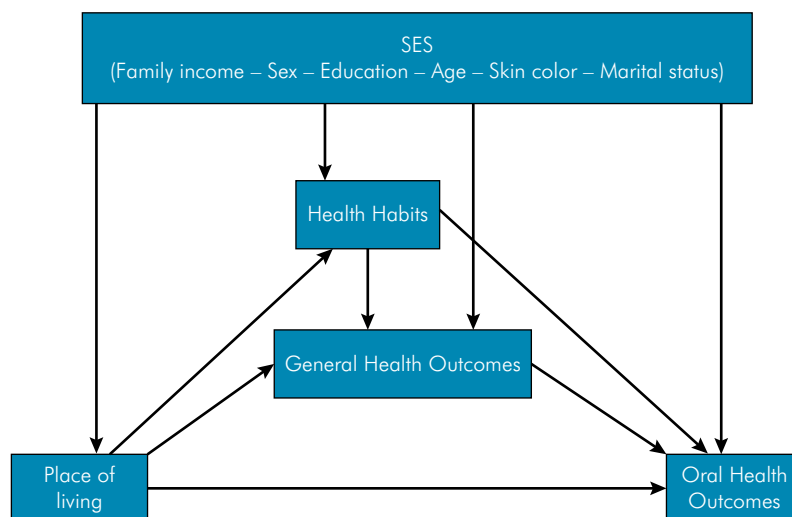 SES
(Family income – Sex – Education – Age – Skin color – Marital status)
Health Habits
General Health Outcomes
Place of
living
Oral Health
Outcomes